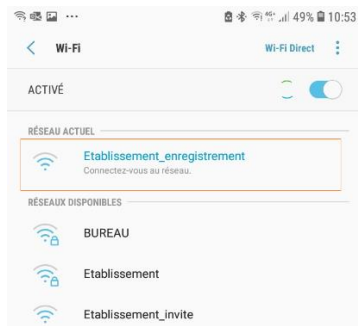 49% 10:53
Wi-Fi
Wi-Fi Direct
ACTIVÉ
RÉSEAU ACTUEL
Etablissement_enregistrement
Connectez-vous au réseau.
RÉSEAUX DISPONIBLES
BUREAU
Etablissement
Etablissement_invite